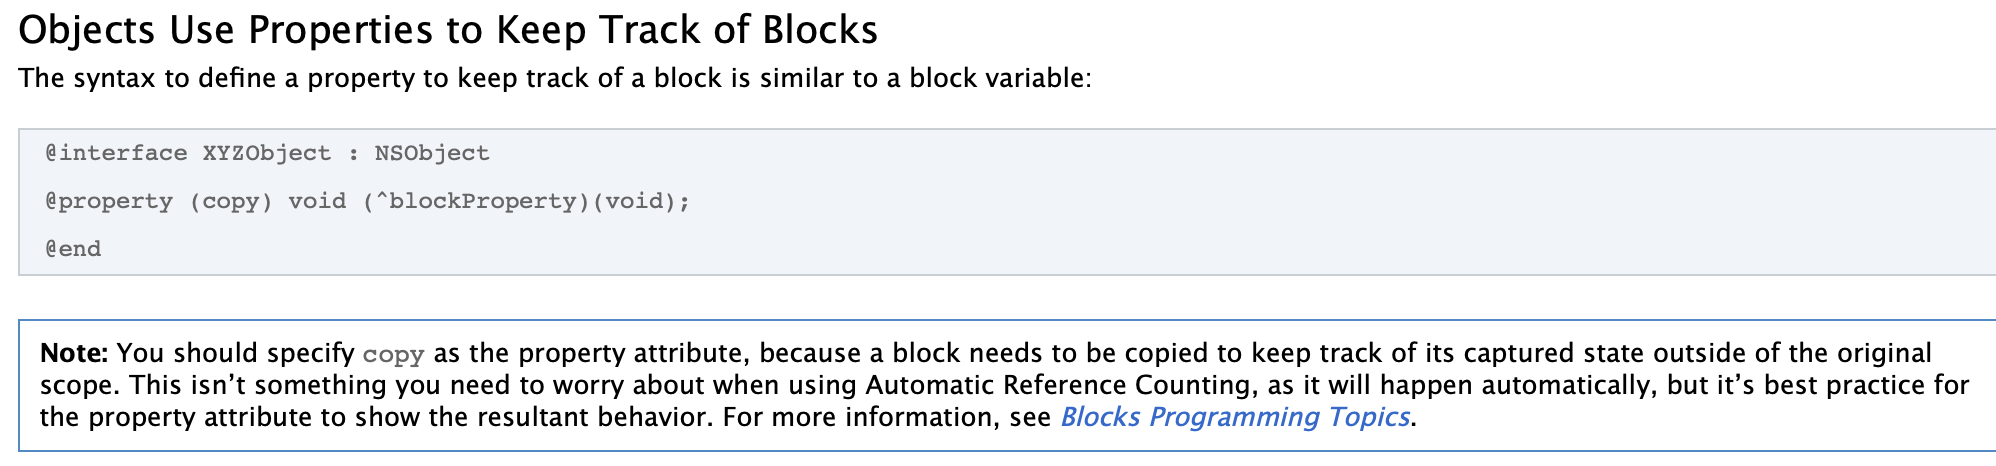 Objects Use Properties to Keep Track of Blocks
The syntax to define a property to keep track of a block is similar to a block variable:
@interface XYZObject : NSObject
@property (copy) void (^blockProperty)(void);
@end
Note: You should specify copy as the property attribute, because a block needs to be copied to keep track of its captured state outside of the original
scope. This isn’t something you need to worry about when using Automatic Reference Counting, as it will happen automatically, but it’s best practice for
the property attribute to show the resultant behavior. For more information, see Blocks Programming Topics.